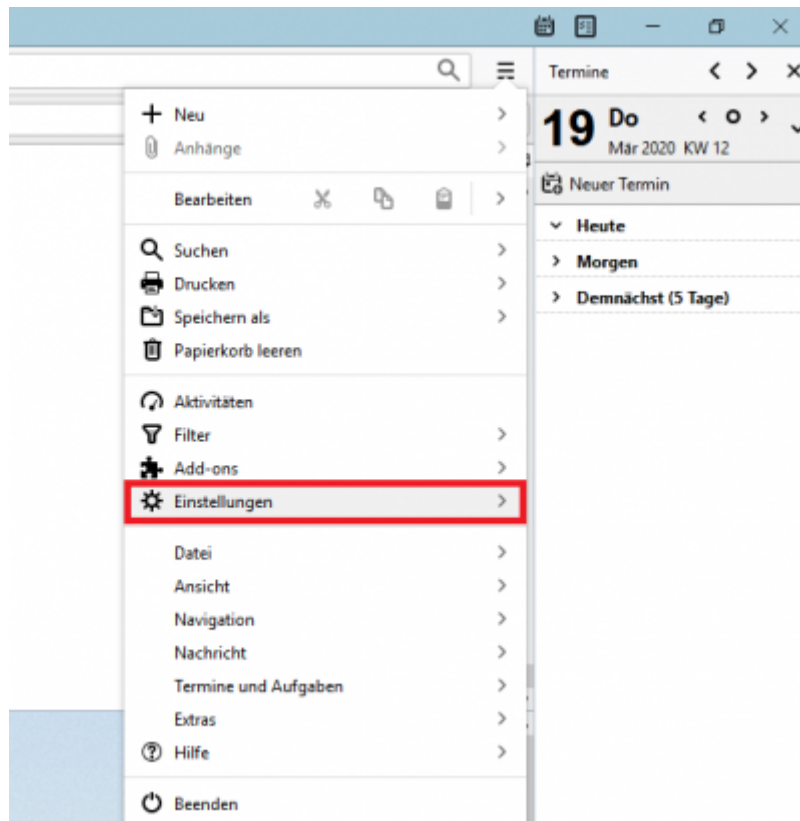 Termine
Neu
Anhänge
Bearbeiten
Suchen
Drucken
Speichern als
Papierkorb leeren
Aktivitäten
Filter
Add-ons
Einstellungen
Datei
Ansicht
Navigation
Nachricht
Termine und Aufgaben
Extras
Hilfe
Beenden
19 Do
Mär 2020 KW 12
Neuer Termin
Heute
Morgen
Demnächst (5 Tage)